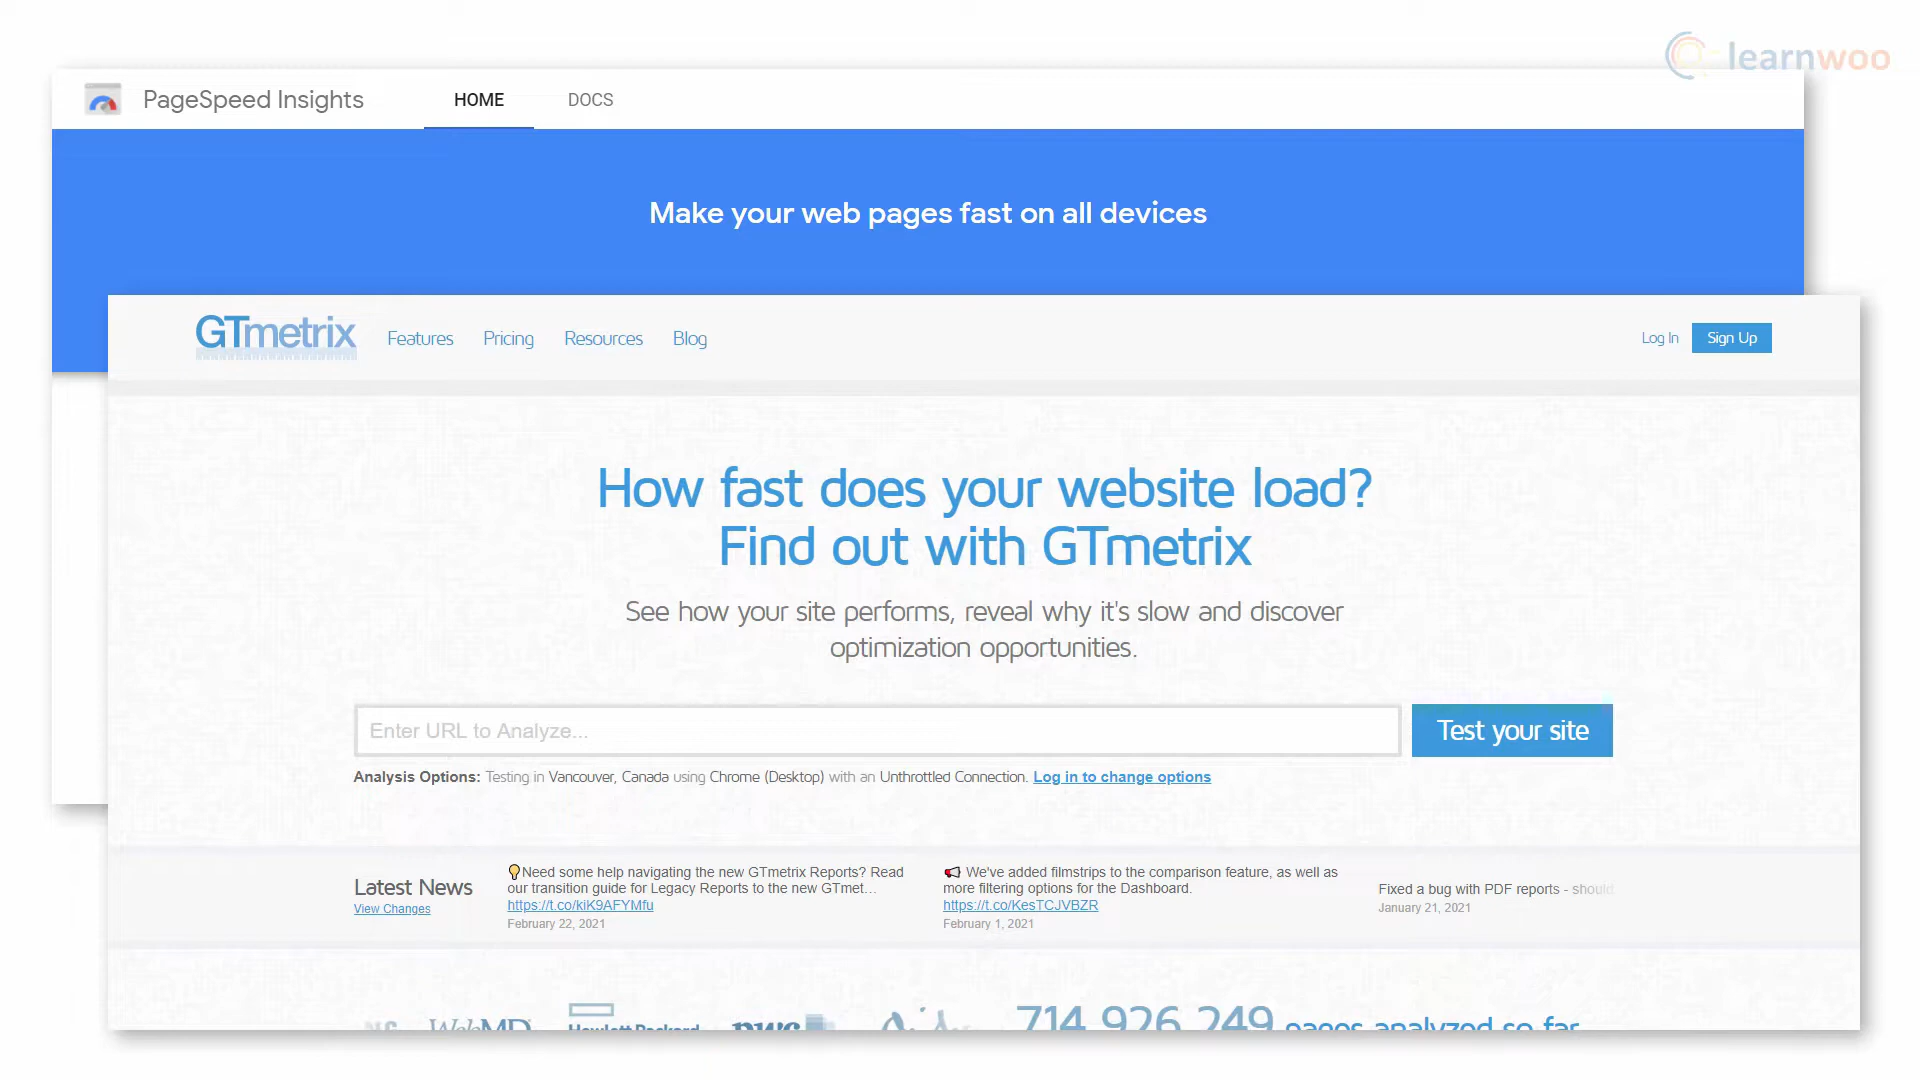 learnwoo
PageSpeed Insights
HOME
DOCS
Make your web pages fast on all devices
GTmetrix
Features
Pricing
Resources
Blog
Log In
Sign Up
How fast does your website load?
Find out with GTmetrix
See how your site performs, reveal why it's slow and discover
optimization opportunities.
Enter URL to Analyze...
Test your site
Analysis Options: Testing in Vancouver, Canada using Chrome (Desktop) with an Unthrottled Connection. Log in to change options
Latest News
View Changes
Need some help navigating the new GTmetrix Reports? Read
our transition guide for Legacy Reports to the new GTmet…
https://t.co/kiK9AFYMfu
February 22, 2021
We've added filmstrips to the comparison feature, as well as
more filtering options for the Dashboard.
https://t.co/KesTCJVBZR
February 1, 2021
Fixed a bug with PDF reports - should
January 21, 2021
WebMD
Hewlett Packard
pwc
714,926,249 pages analyzed so far